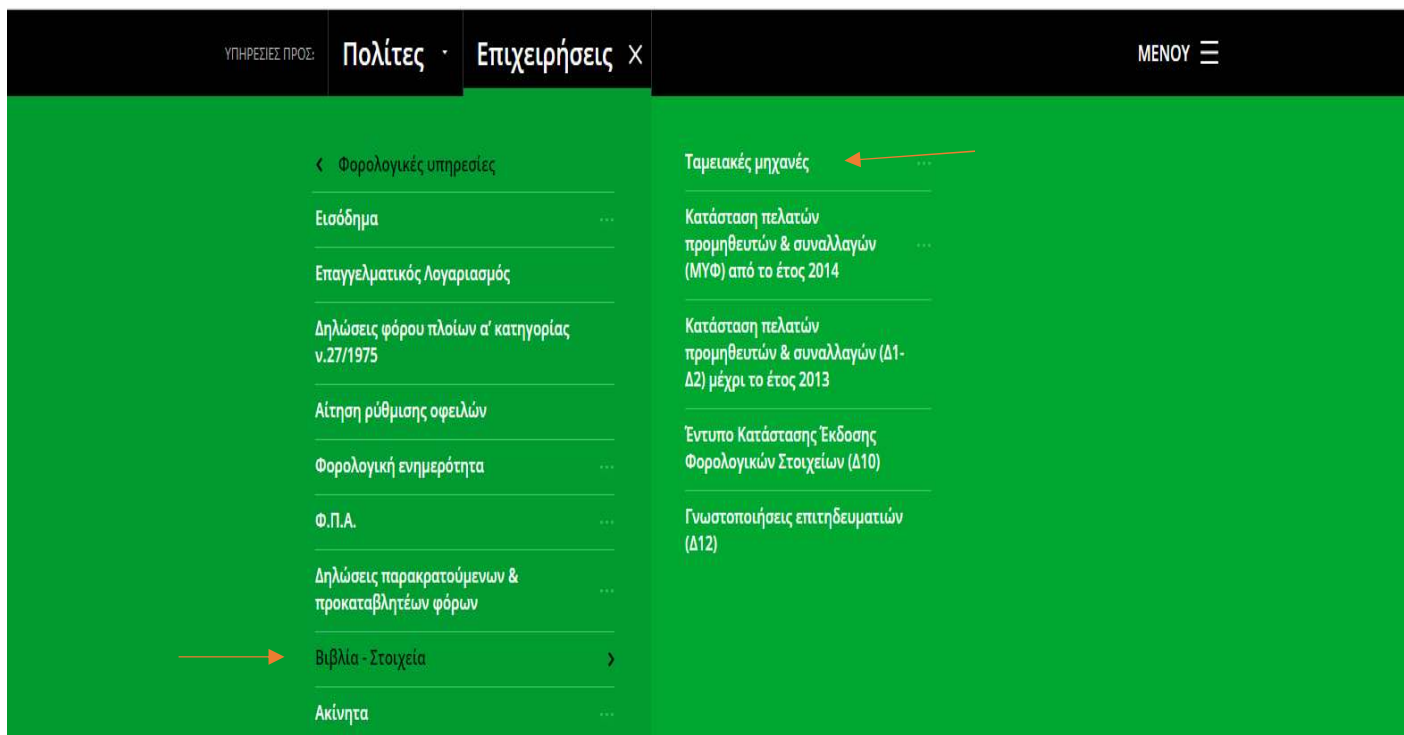 ΥΠΗΡΕΣΙΕΣ ΠΡΟΣ:
Πολίτες
Επιχειρήσεις
ΜΕΝΟΥ
Φορολογικές υπηρεσίες
Εισόδημα
Επαγγελματικός Λογαριασμός
Δηλώσεις φόρου πλοίων α’ κατηγορίας
ν.27/1975
Αίτηση ρύθμισης οφειλών
Φορολογική ενημερότητα
Φ.Π.Α.
Δηλώσεις παρακρατούμενων &
προκαταβλητέων φόρων
Βιβλία - Στοιχεία
Ακίνητα
Ταμειακές μηχανές
Κατάσταση πελατών
προμηθευτών & συναλλαγών
(ΜΥΦ) από το έτος 2014
Κατάσταση πελατών
προμηθευτών & συναλλαγών (Δ1-
Δ2) μέχρι το έτος 2013
Έντυπο Κατάστασης Έκδοσης
Φορολογικών Στοιχείων (Δ10)
Γνωστοποιήσεις επιτηδευματιών
(Δ12)